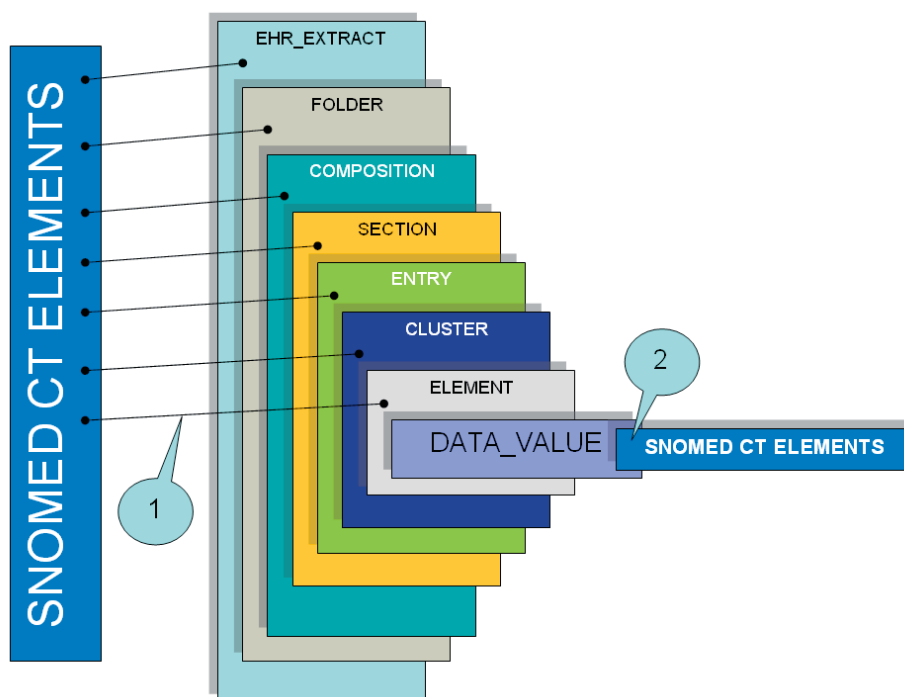 SNOMED CT ELEMENTS
EHR_EXTRACT
FOLDER
COMPOSITION
SECTION
ENTRY
CLUSTER
ELEMENT
DATA_VALUE
SNOMED CT ELEMENTS
1
2